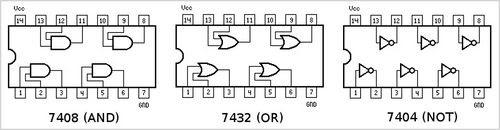 Vcc Vcc Vcc
14 13 12 11 10 9 8 14 13 12 11 10 9 8 14 13 12 11 10 9 8
1 2 3 4 5 6 7 1 2 3 4 5 6 7 1 2 3 4 5 6 7
GND GND GND
7408 (AND) 7432 (OR) 7404 (NOT)